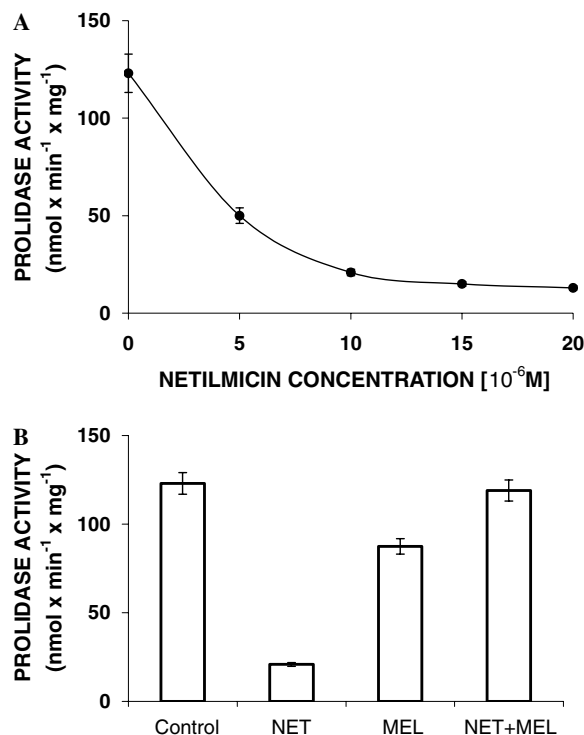 A
PROLIDASE ACTIVITY
(nmol x min-1 x mg-1)
150
100
50
0
0 5 10 15 20
NETILMICIN CONCENTRATION [10-6M]
B
PROLIDASE ACTIVITY
(nmol x min-1 x mg-1)
150
100
50
0
Control NET MEL NET+MEL